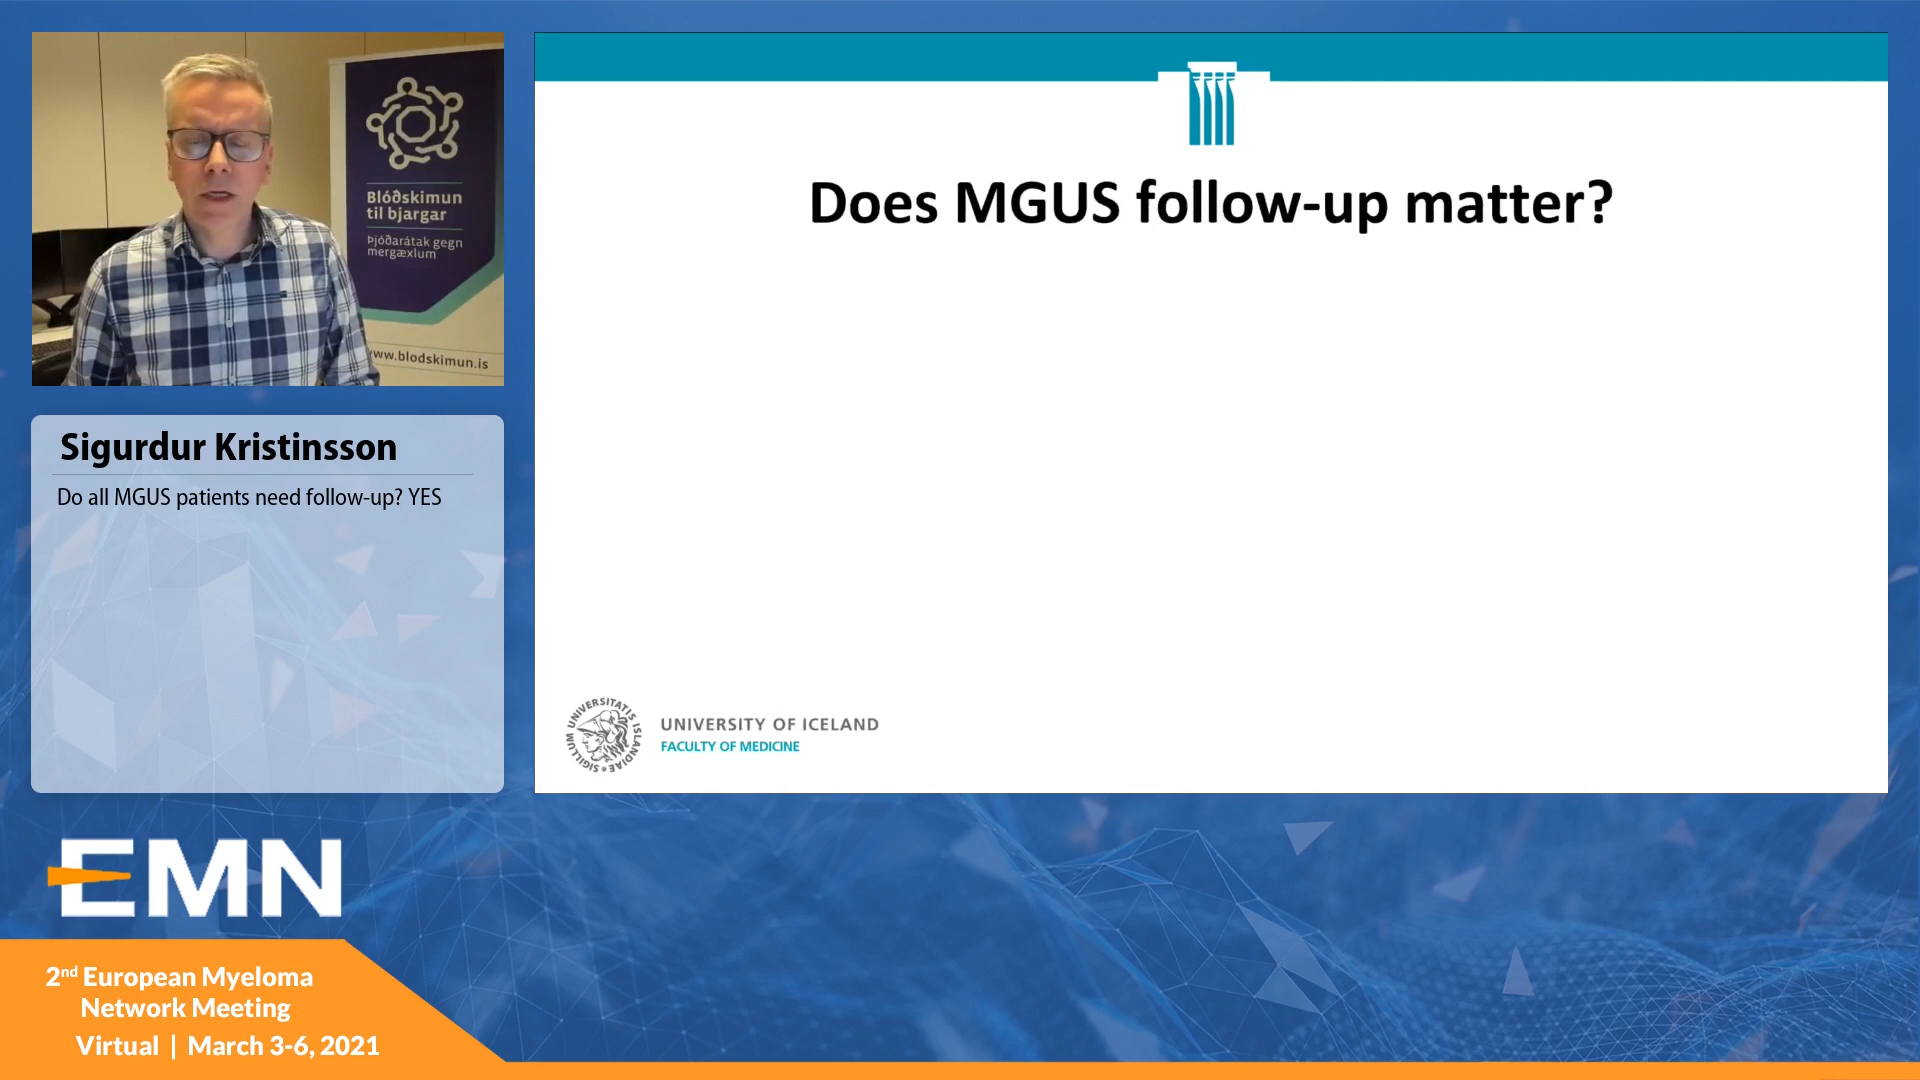 Blóðskimun
til bjargar
Þjóðarátak gegn
mergæxlum
www.blodskimun.is
Sigurdur Kristinsson
Do all MGUS patients need follow-up? YES
Does MGUS follow-up matter?
SIGILLUM UNIVERSITATIS ISLANDIAE
UNIVERSITY OF ICELAND
FACULTY OF MEDICINE
EMN
2nd European Myeloma
Network Meeting
Virtual | March 3-6, 2021